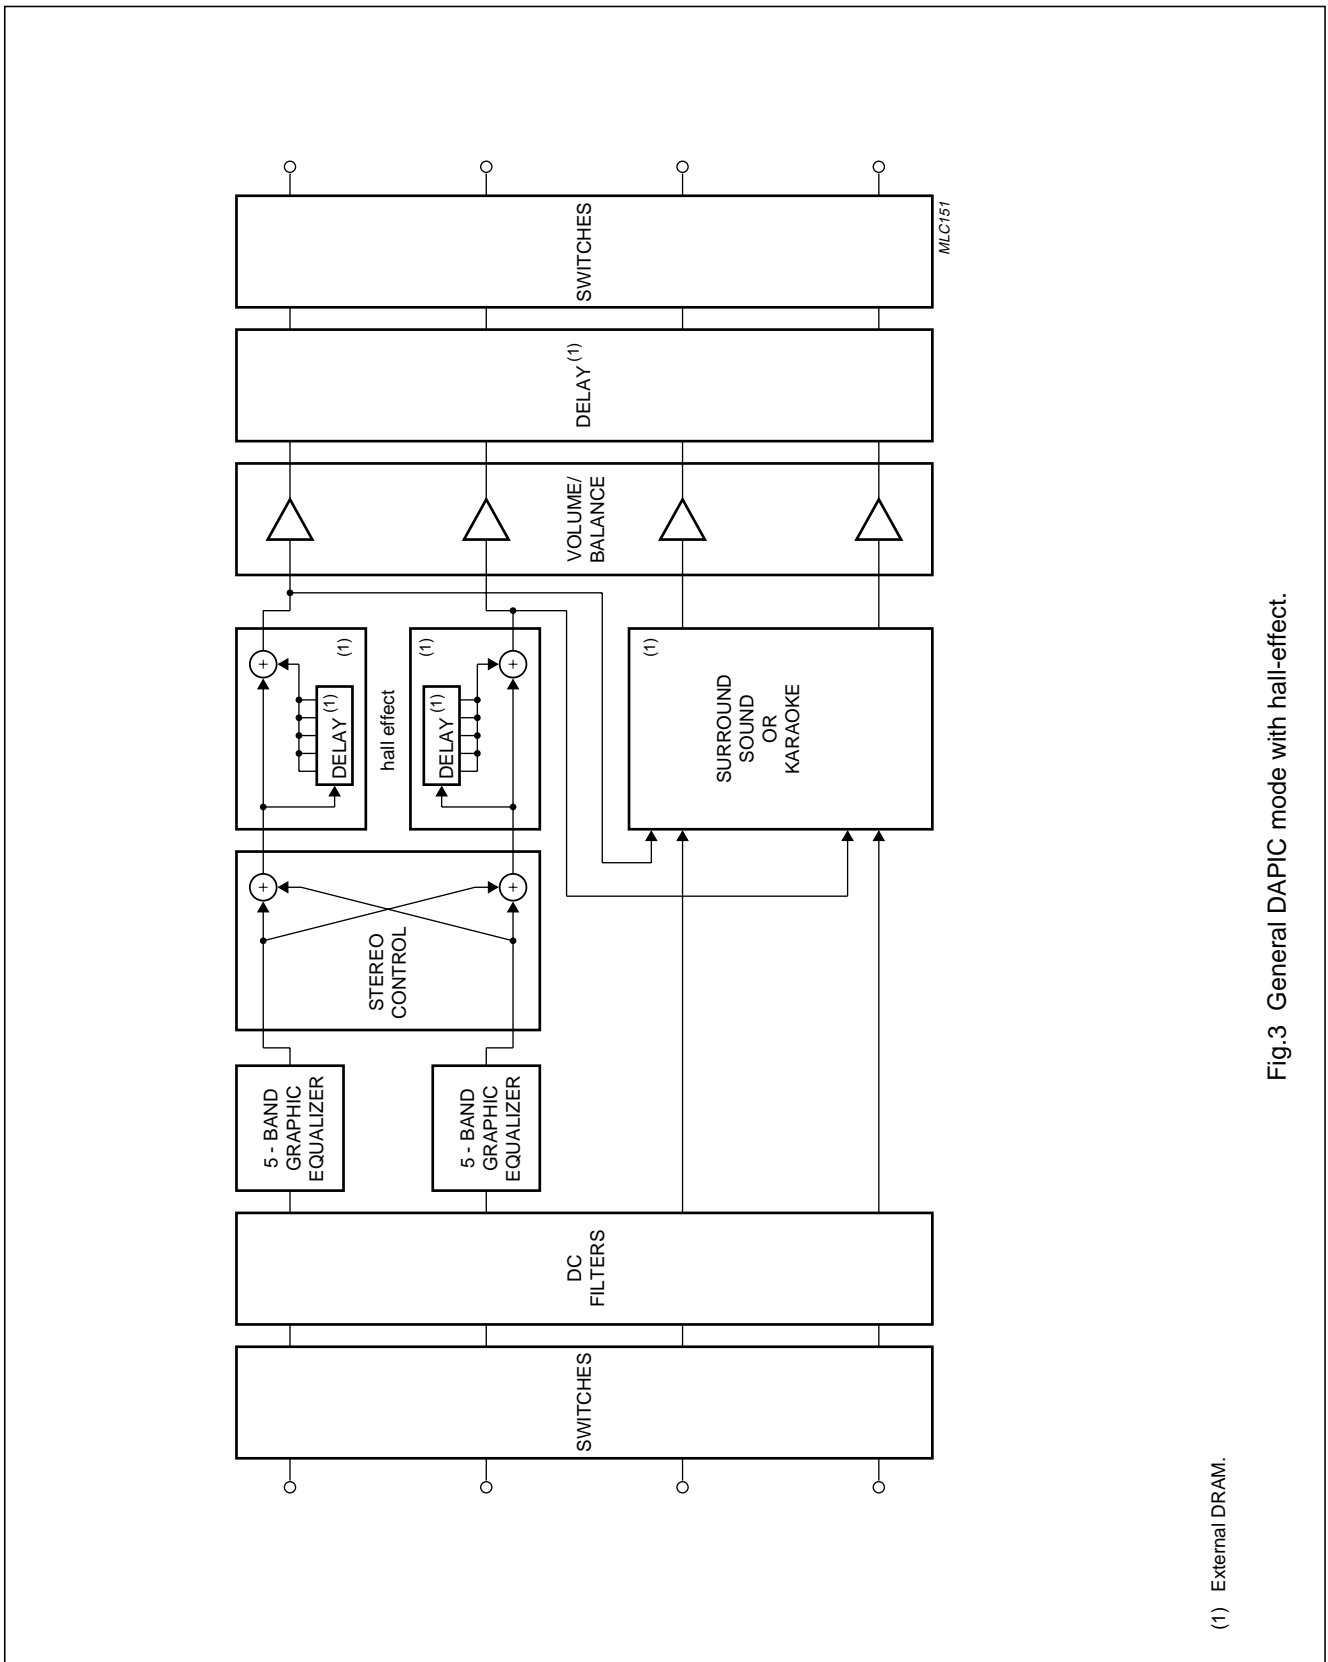 SWITCHES
DC
FILTERS
5 - BAND
GRAPHIC
EQUALIZER
5 - BAND
GRAPHIC
EQUALIZER
STEREO
CONTROL
+
+
DELAY (1)
+
(1)
hall effect
DELAY (1)
+
(1)
SURROUND
SOUND
OR
KARAOKE
(1)
VOLUME/
BALANCE
DELAY (1)
SWITCHES
MLC151
(1) External DRAM.
Fig.3 General DAPIC mode with hall-effect.